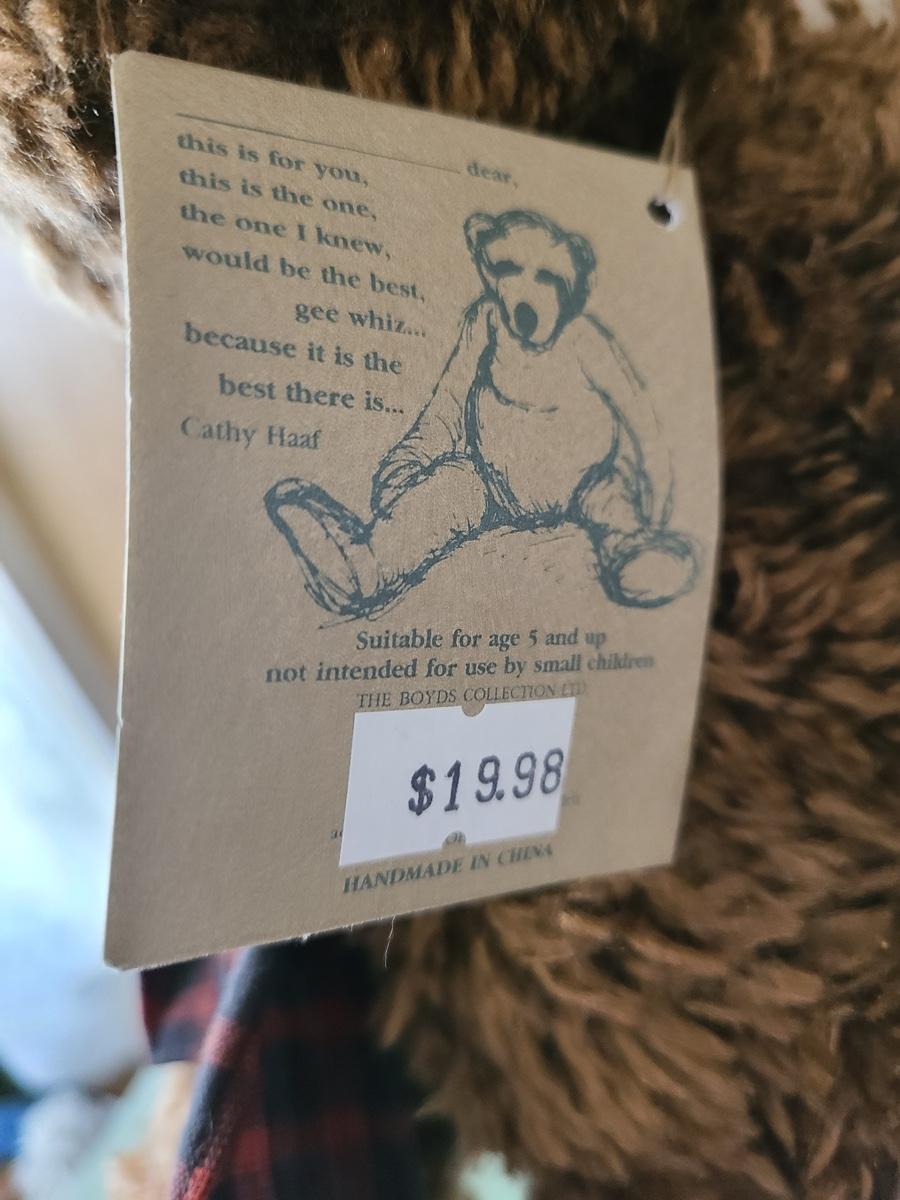 dear,
this is for you,
this is the one,
the one I knew,
would be the best,
gee whiz...
because it is the
best there is...
Cathy Haaf
Suitable for age 5 and up
not intended for use by small children
THE BOYDS COLLECTION LTD
$19.98
HANDMADE IN CHINA